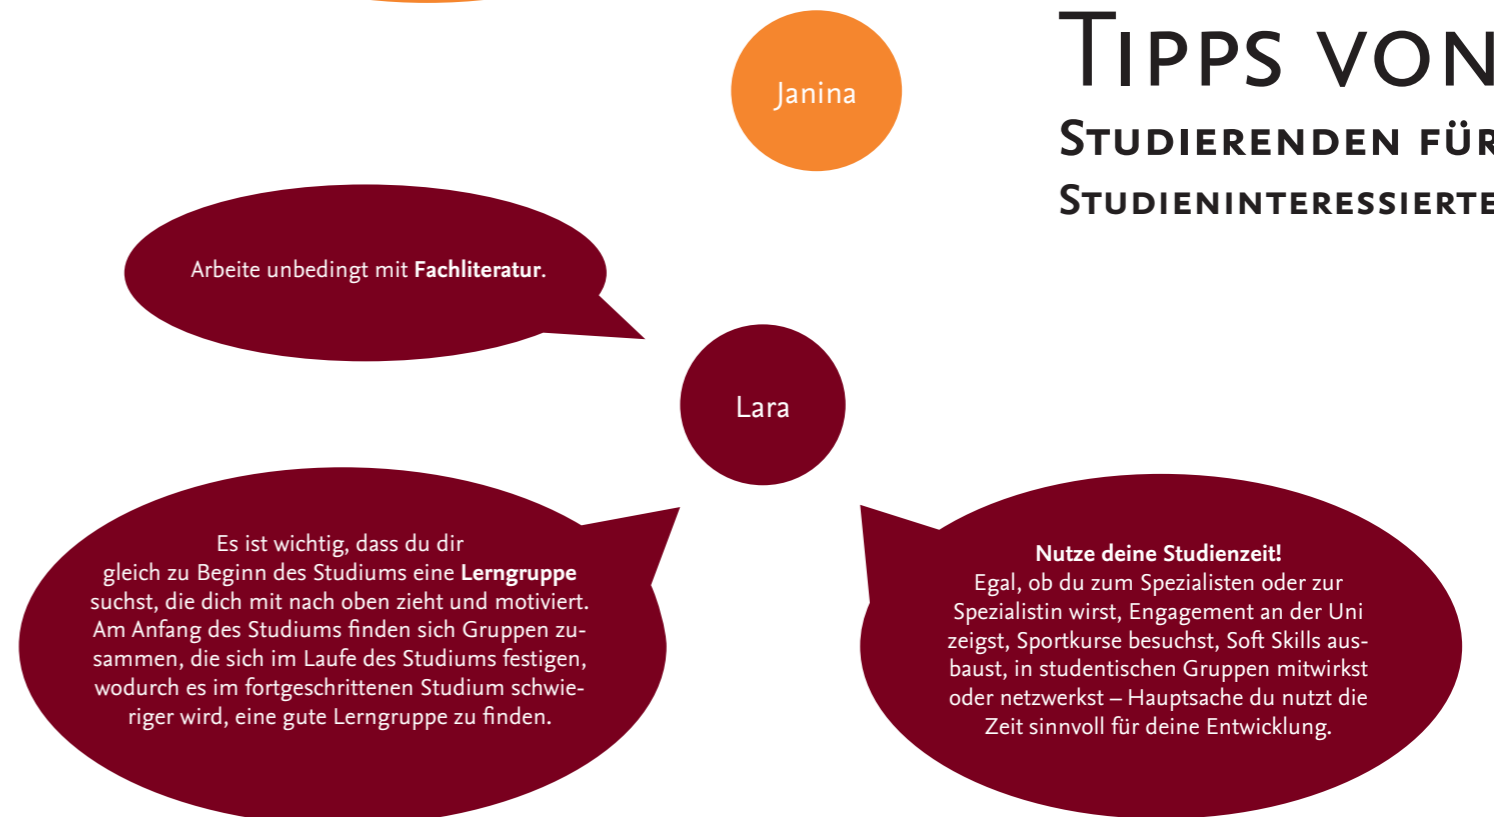 Janina
Tipps von
Studierenden für
Studieninteressierte
Arbeite unbedingt mit Fachliteratur.
Lara
Es ist wichtig, dass du dir
gleich zu Beginn des Studiums eine Lerngruppe
suchst, die dich mit nach oben zieht und motiviert.
Am Anfang des Studiums finden sich Gruppen zu-
sammen, die sich im Laufe des Studiums festigen,
wodurch es im fortgeschrittenen Studium schwie-
riger wird, eine gute Lerngruppe zu finden.
Nutze deine Studienzeit!
Egal, ob du zum Spezialisten oder zur
Spezialistin wirst, Engagement an der Uni
zeigst, Sportkurse besuchst, Soft Skills aus-
baust, in studentischen Gruppen mitwirkst
oder netzwerkst – Hauptsache du nutzt die
Zeit sinnvoll für deine Entwicklung.